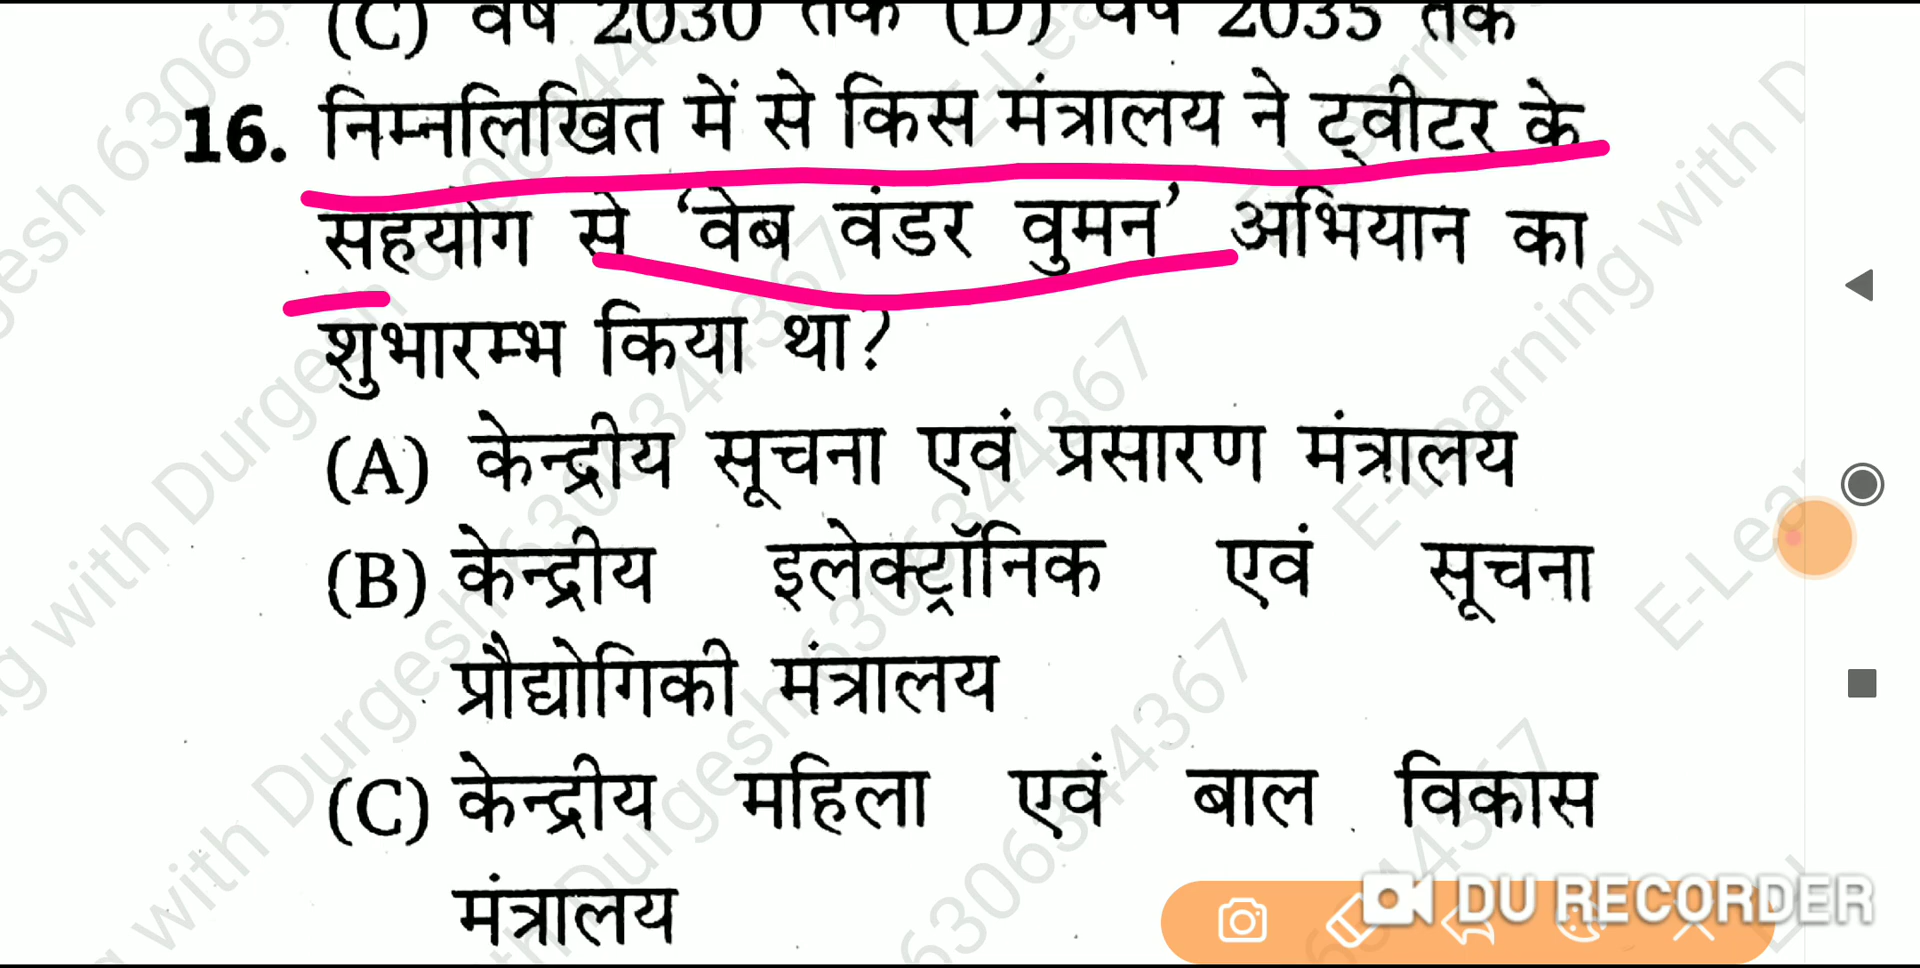 (C) वर्ष 2030 तक (D) वर्ष 2035 तक
16. निम्नलिखित में से किस मंत्रालय ने ट्वीटर के
सहयोग से ‘वेब वंडर वुमन’ अभियान का
शुभारम्भ किया था?
(A) केन्द्रीय सूचना एवं प्रसारण मंत्रालय
(B) केन्द्रीय इलेक्ट्रॉनिक एवं सूचना
प्रौद्योगिकी मंत्रालय
(C) केन्द्रीय महिला एवं बाल विकास
मंत्रालय
DU RECORDER